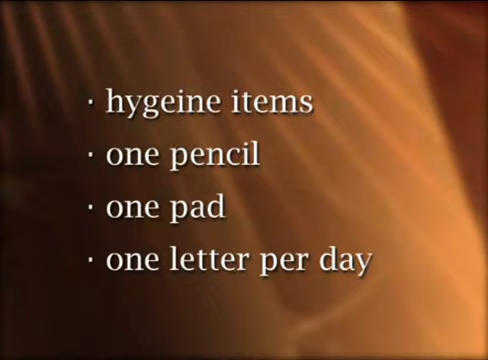 · hygeine items
· one pencil
· one pad
· one letter per day